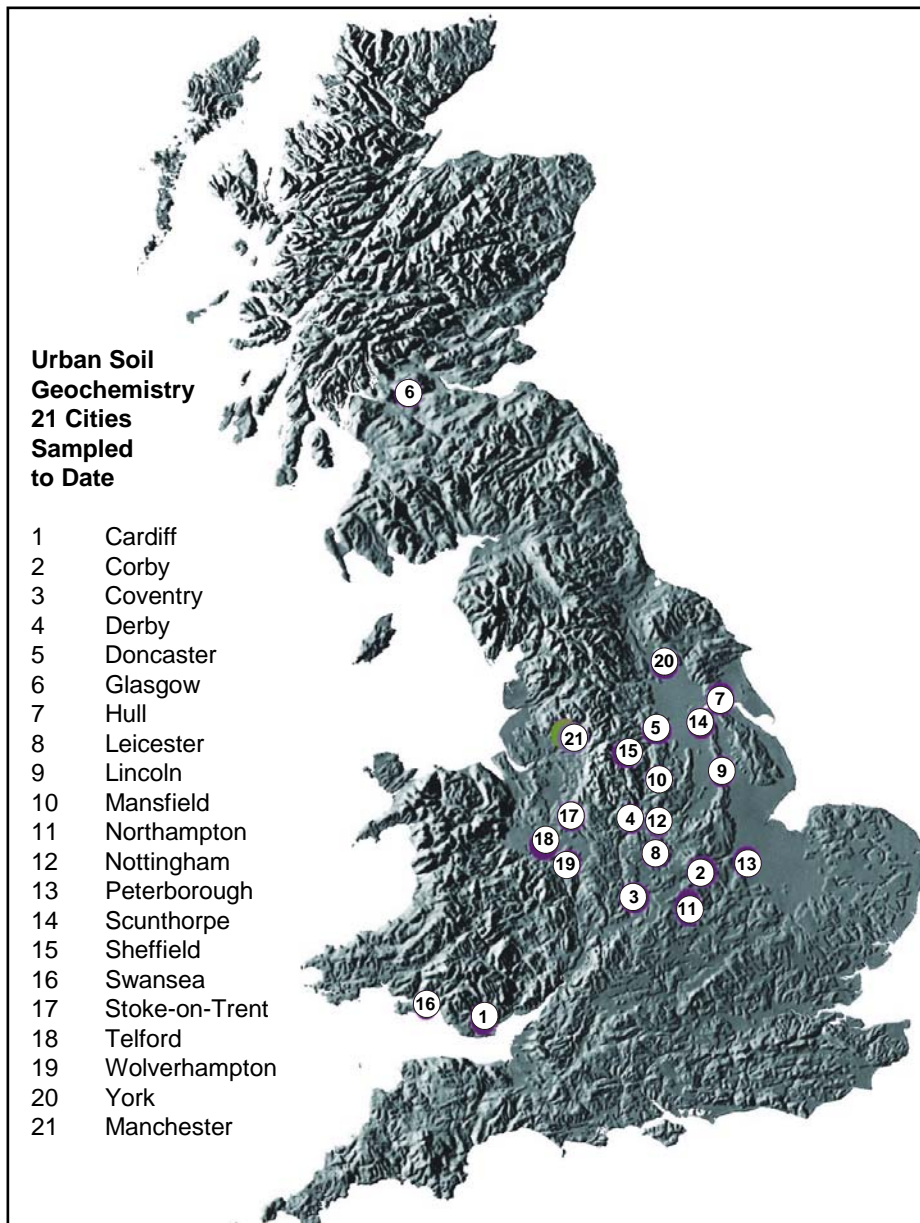 Urban Soil
Geochemistry
21 Cities
Sampled
to Date
1 Cardiff
2 Corby
3 Coventry
4 Derby
5 Doncaster
6 Glasgow
7 Hull
8 Leicester
9 Lincoln
10 Mansfield
11 Northampton
12 Nottingham
13 Peterborough
14 Scunthorpe
15 Sheffield
16 Swansea
17 Stoke-on-Trent
18 Telford
19 Wolverhampton
20 York
21 Manchester
6
20
7
14
5
21
15
9
10
17
4
12
18
8
19
13
2
3
11
16
1